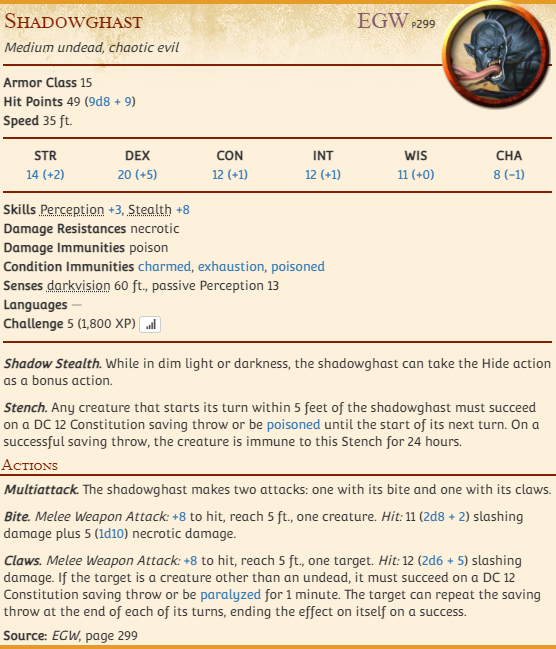 Shadowghast EGW P299
Medium undead, chaotic evil
Armor Class 15
Hit Points 49 (9d8 + 9)
Speed 35 ft.
STR DEX CON INT WIS CHA
14 (+2) 20 (+5) 12 (+1) 12 (+1) 11 (+0) 8 (−1)
Skills Perception +3, Stealth +8
Damage Resistances necrotic
Damage Immunities poison
Condition Immunities charmed, exhaustion, poisoned
Senses darkvision 60 ft., passive Perception 13
Languages —
Challenge 5 (1,800 XP)
Shadow Stealth. While in dim light or darkness, the shadowghast can take the Hide action
as a bonus action.
Stench. Any creature that starts its turn within 5 feet of the shadowghast must succeed
on a DC 12 Constitution saving throw or be poisoned until the start of its next turn. On a
successful saving throw, the creature is immune to this Stench for 24 hours.
Actions
Multiattack. The shadowghast makes two attacks: one with its bite and one with its claws.
Bite. Melee Weapon Attack: +8 to hit, reach 5 ft., one creature. Hit: 11 (2d8 + 2) slashing
damage plus 5 (1d10) necrotic damage.
Claws. Melee Weapon Attack: +8 to hit, reach 5 ft., one target. Hit: 12 (2d6 + 5) slashing
damage. If the target is a creature other than an undead, it must succeed on a DC 12
Constitution saving throw or be paralyzed for 1 minute. The target can repeat the saving
throw at the end of each of its turns, ending the effect on itself on a success.
Source: EGW, page 299